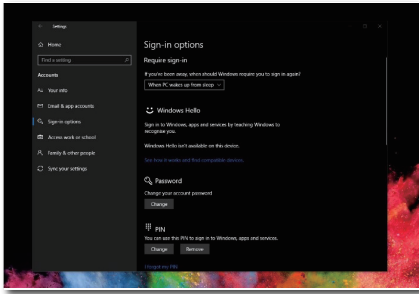 Settings
Home
Sign-in options
Find a setting
Require sign-in
Accounts
If you've been away, when should Windows require you to sign in again?
Your info
When PC wakes up from sleep
Email & app accounts
Sign-in options
Windows Hello
Access work or school
Sign in to Windows, apps and services by teaching Windows to
recognise you.
Family & other people
Windows Hello isn't available on this device.
Sync your settings
See how it works and find compatible devices.
Password
Change your account password
Change
PIN
You can use this PIN to sign in to Windows, apps and services.
Change Remove
I forgot my PIN